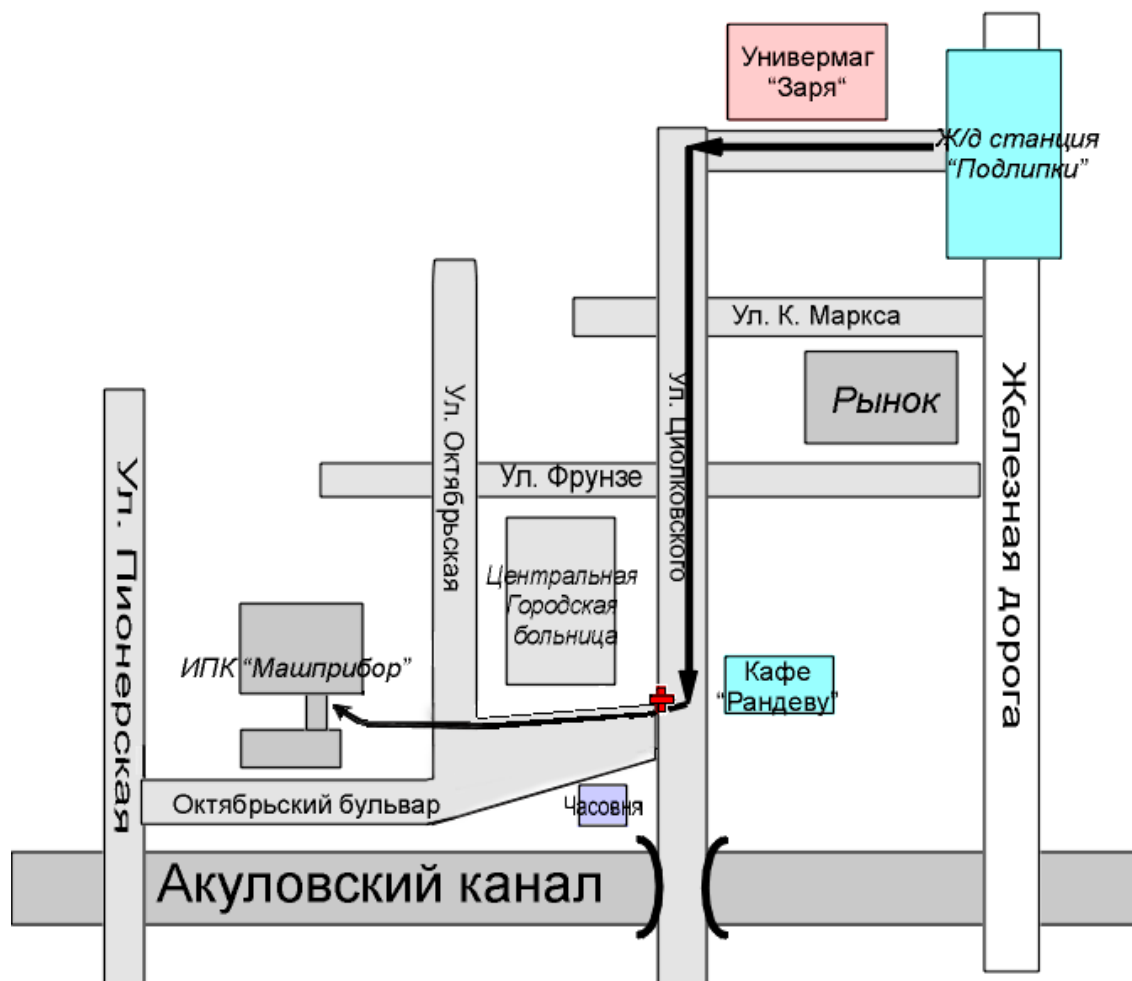 Универмаг
“Заря“
Ж/д станция
“Подлипки”
Ул. К. Маркса
Рынок
Железная дорога
Ул. Циолковского
Ул. Октябрьская
Ул. Фрунзе
Ул. Пионерская
Центральная
Городская
больница
ИПК “Машприбор”
Кафе
“Рандеву”
Октябрьский бульвар
Часовня
Акуловский канал